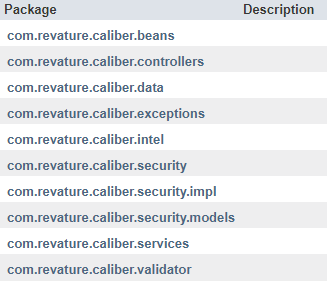 Package Description
com.revature.caliber.beans
com.revature.caliber.controllers
com.revature.caliber.data
com.revature.caliber.exceptions
com.revature.caliber.intel
com.revature.caliber.security
com.revature.caliber.security.impl
com.revature.caliber.security.models
com.revature.caliber.services
com.revature.caliber.validator